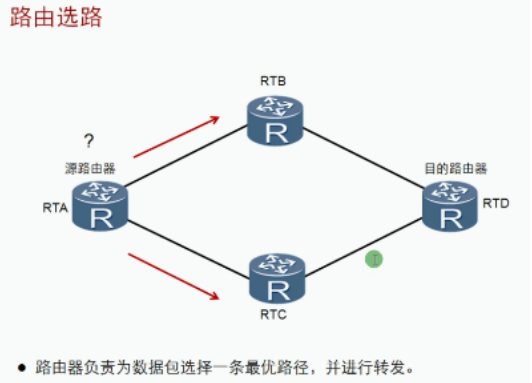 路由选路
RTB
?
源路由器
目的路由器
R
RTA
R
R
RTD
R
RTC
● 路由器负责为数据包选择一条最优路径，并进行转发。